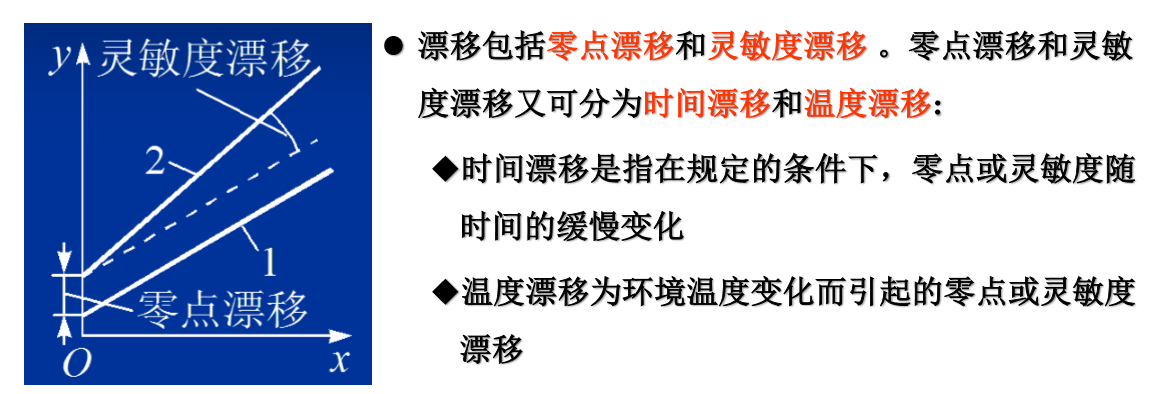 y 灵敏度漂移
2
1
零点漂移
O
x
● 漂移包括零点漂移和灵敏度漂移 。零点漂移和灵敏
度漂移又可分为时间漂移和温度漂移:
◆时间漂移是指在规定的条件下，零点或灵敏度随
时间的缓慢变化
◆温度漂移为环境温度变化而引起的零点或灵敏度
漂移